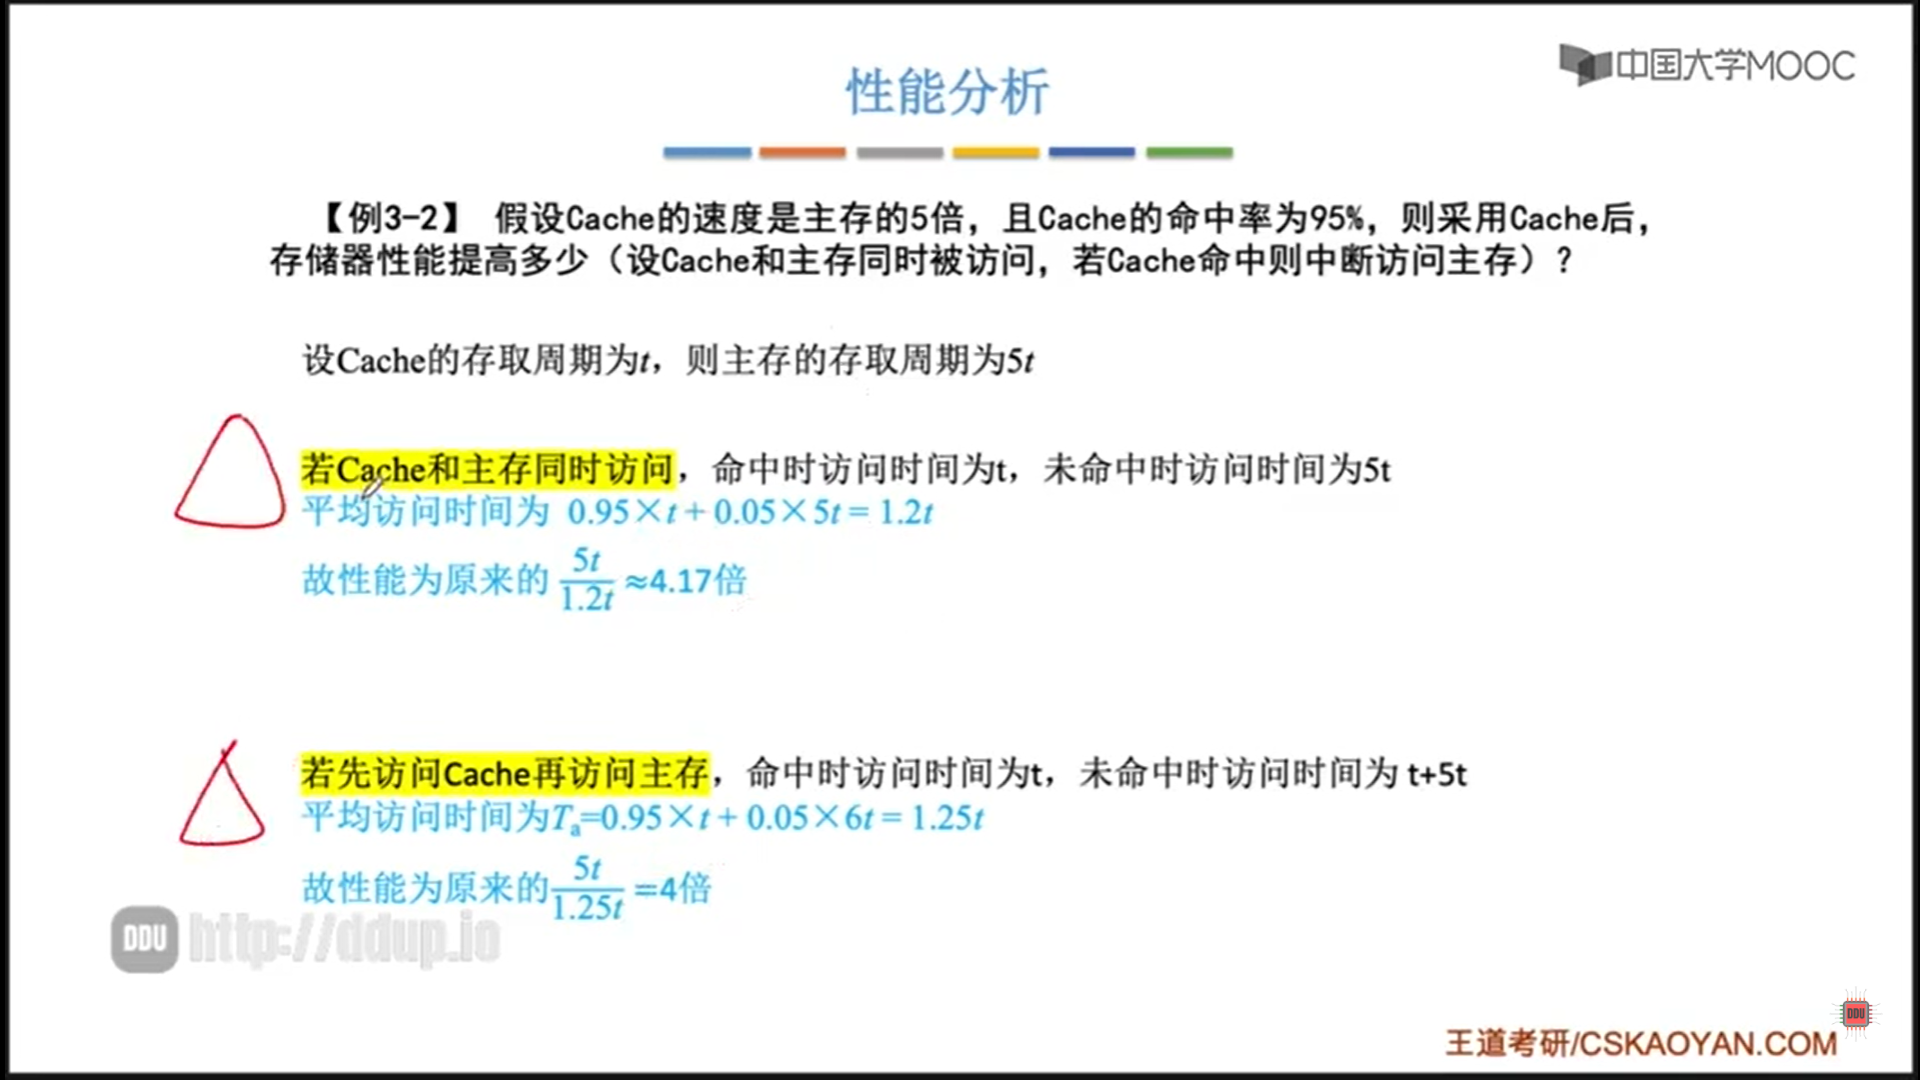 中国大学MOOC
性能分析
【例3-2】 假设Cache的速度是主存的5倍，且Cache的命中率为95%，则采用Cache后，
存储器性能提高多少（设Cache和主存同时被访问，若Cache命中则中断访问主存）？
设Cache的存取周期为t，则主存的存取周期为5t
若Cache和主存同时访问，命中时访问时间为t，未命中时访问时间为5t
平均访问时间为 0.95×t + 0.05×5t = 1.2t
故性能为原来的 5t/1.2t ≈4.17倍
若先访问Cache再访问主存，命中时访问时间为t，未命中时访问时间为 t+5t
平均访问时间为Ta=0.95×t + 0.05×6t = 1.25t
故性能为原来的 5t/1.25t =4倍
DDU http://ddup.io
DDU
王道考研/CSKAOYAN.COM